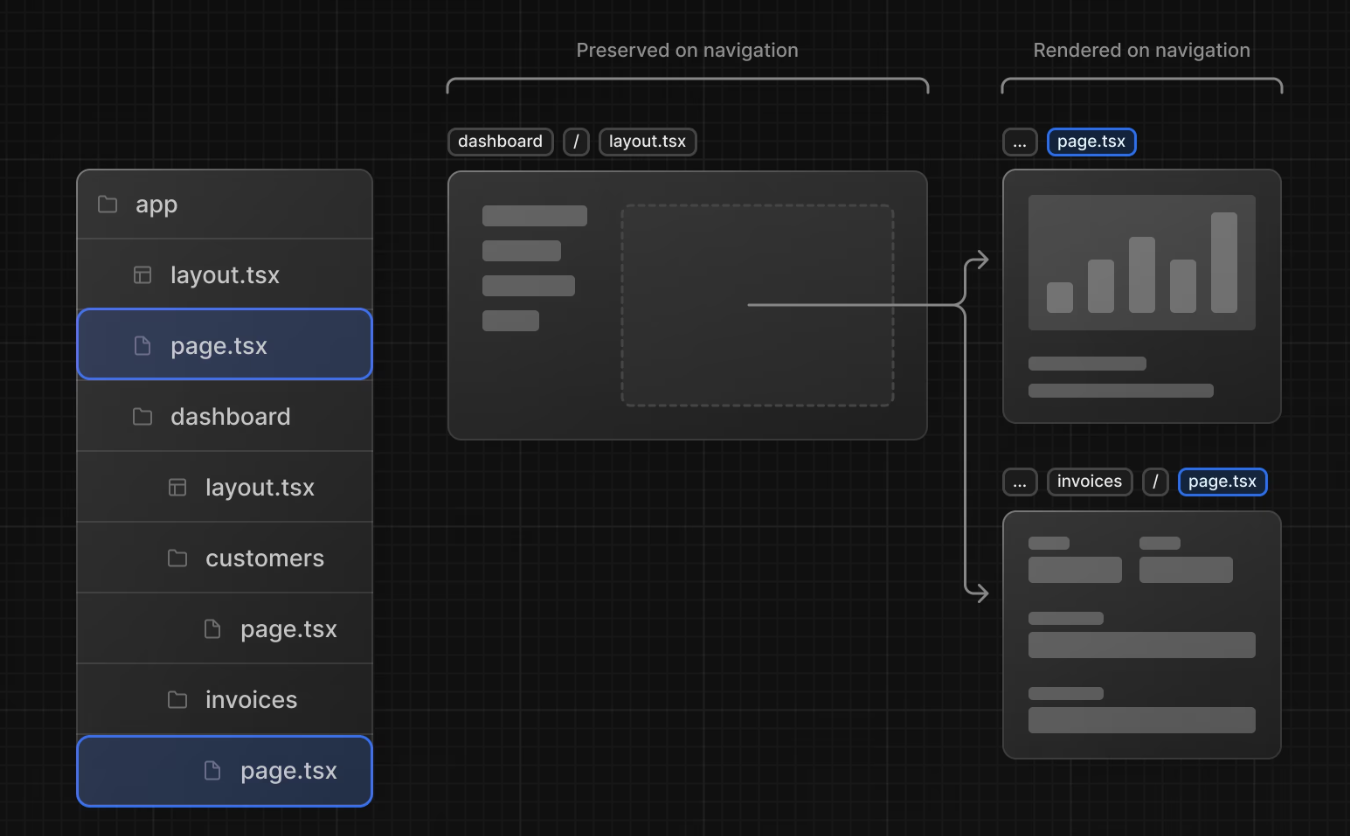 Preserved on navigation
Rendered on navigation
dashboard / layout.tsx
... page.tsx
app
layout.tsx
page.tsx
dashboard
layout.tsx
customers
page.tsx
invoices
page.tsx
... invoices / page.tsx